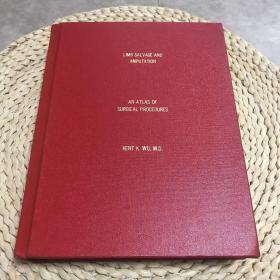 LIMB SALVAGE AND
AMPUTATION
AN ATLAS OF
SURGICAL PROCEDURES
KENT K. WU, M.D.